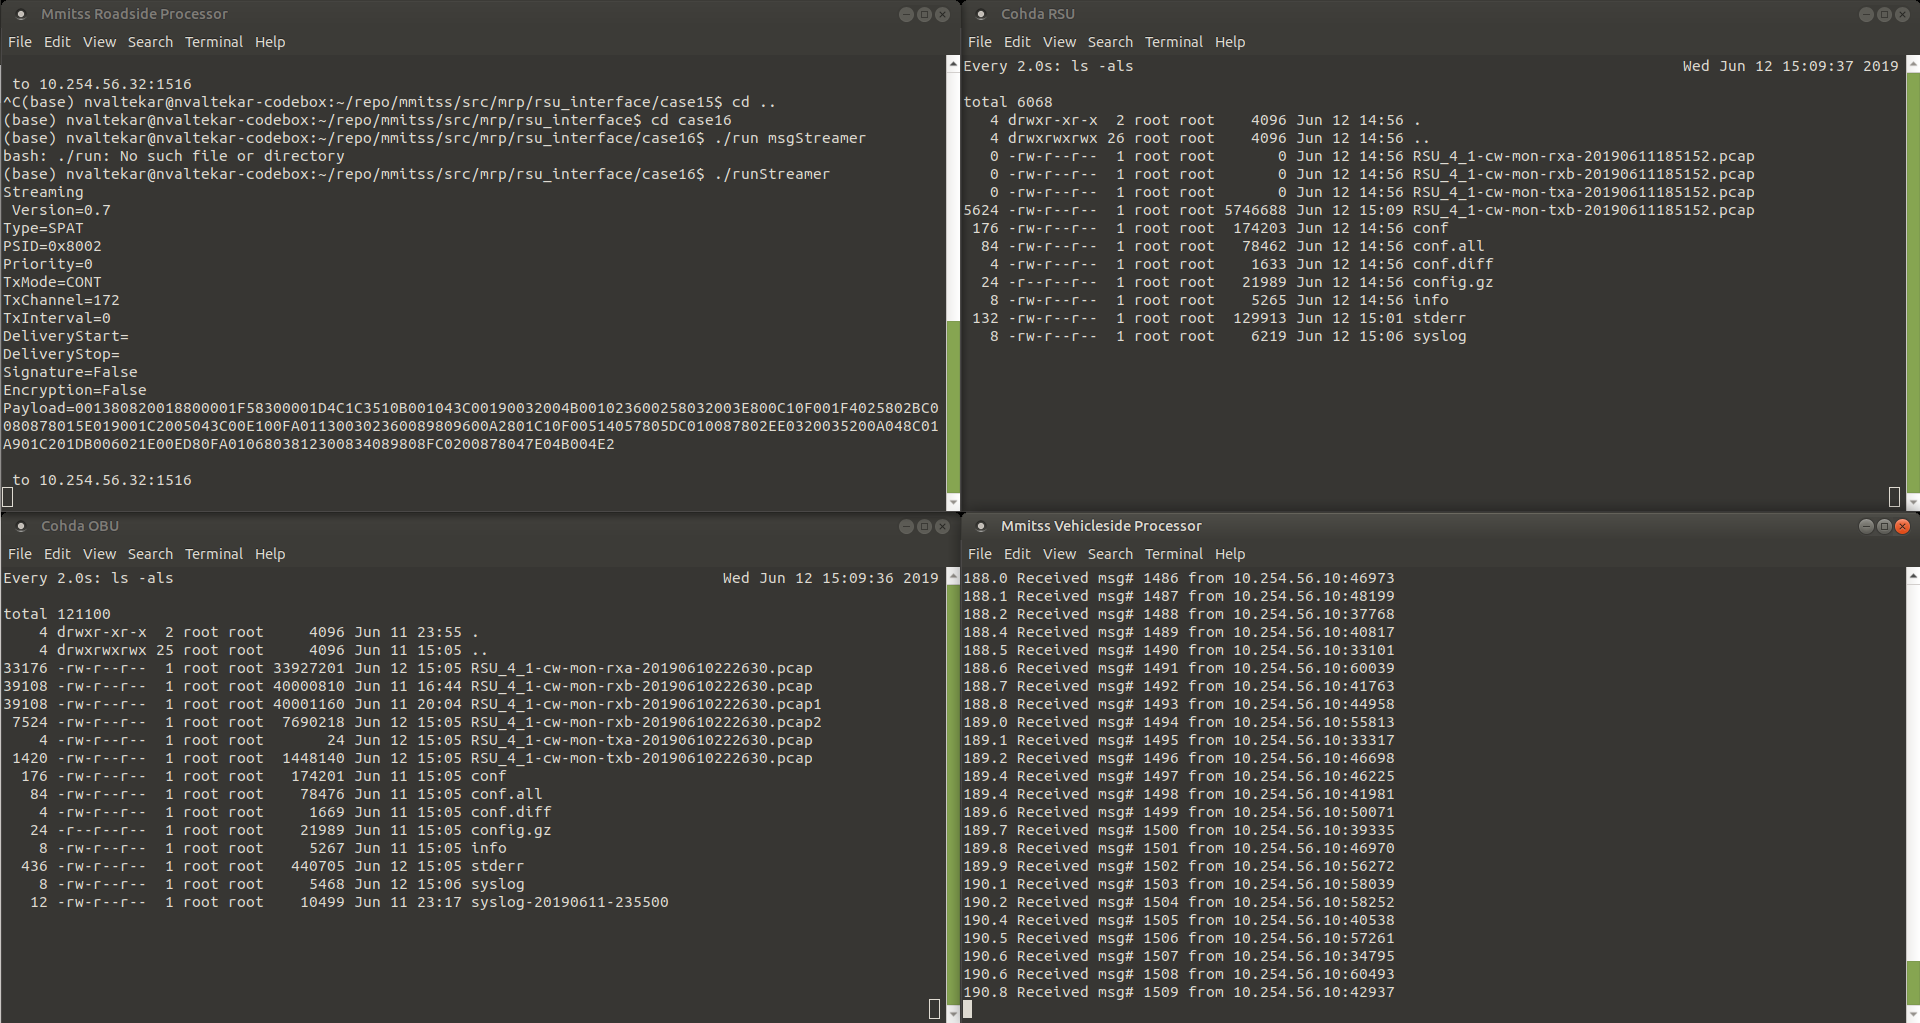 Mmitss Roadside Processor
File Edit View Search Terminal Help
to 10.254.56.32:1516
^C(base) nvaltekar@nvaltekar-codebox:~/repo/mmitss/src/mrp/rsu_interface/case15$ cd ..
(base) nvaltekar@nvaltekar-codebox:~/repo/mmitss/src/mrp/rsu_interface$ cd case16
(base) nvaltekar@nvaltekar-codebox:~/repo/mmitss/src/mrp/rsu_interface/case16$ ./run msgStreamer
bash: ./run: No such file or directory
(base) nvaltekar@nvaltekar-codebox:~/repo/mmitss/src/mrp/rsu_interface/case16$ ./runStreamer
Streaming
Version=0.7
Type=SPAT
PSID=0x8002
Priority=0
TxMode=CONT
TxChannel=172
TxInterval=0
DeliveryStart=
DeliveryStop=
Signature=False
Encryption=False
Payload=001380820018800001F58300001D4C1C3510B001043C00190032004B001023600258032003E800C10F001F4025802BC0
080878015E019001C2005043C00E100FA011300302360089809600A2801C10F00514057805DC010087802EE0320035200A048C01
A901C201DB006021E00ED80FA0106803812300834089808FC0200878047E04B004E2
to 10.254.56.32:1516
Cohda RSU
File Edit View Search Terminal Help
Every 2.0s: ls -als Wed Jun 12 15:09:37 2019
total 6068
4 drwxr-xr-x 2 root root 4096 Jun 12 14:56 .
4 drwxrwxrwx 26 root root 4096 Jun 12 14:56 ..
0 -rw-r--r-- 1 root root 0 Jun 12 14:56 RSU_4_1-cw-mon-rxa-20190611185152.pcap
0 -rw-r--r-- 1 root root 0 Jun 12 14:56 RSU_4_1-cw-mon-rxb-20190611185152.pcap
0 -rw-r--r-- 1 root root 0 Jun 12 14:56 RSU_4_1-cw-mon-txa-20190611185152.pcap
5624 -rw-r--r-- 1 root root 5746688 Jun 12 15:09 RSU_4_1-cw-mon-txb-20190611185152.pcap
176 -rw-r--r-- 1 root root 174203 Jun 12 14:56 conf
84 -rw-r--r-- 1 root root 78462 Jun 12 14:56 conf.all
4 -rw-r--r-- 1 root root 1633 Jun 12 14:56 conf.diff
24 -r--r--r-- 1 root root 21989 Jun 12 14:56 config.gz
8 -rw-r--r-- 1 root root 5265 Jun 12 14:56 info
132 -rw-r--r-- 1 root root 129913 Jun 12 15:01 stderr
8 -rw-r--r-- 1 root root 6219 Jun 12 15:06 syslog
Cohda OBU
File Edit View Search Terminal Help
Every 2.0s: ls -als Wed Jun 12 15:09:36 2019
total 121100
4 drwxr-xr-x 2 root root 4096 Jun 11 23:55 .
4 drwxrwxrwx 25 root root 4096 Jun 11 15:05 ..
33176 -rw-r--r-- 1 root root 33927201 Jun 12 15:05 RSU_4_1-cw-mon-rxa-20190610222630.pcap
39108 -rw-r--r-- 1 root root 40000810 Jun 11 16:44 RSU_4_1-cw-mon-rxb-20190610222630.pcap
39108 -rw-r--r-- 1 root root 40001160 Jun 11 20:04 RSU_4_1-cw-mon-rxb-20190610222630.pcap1
7524 -rw-r--r-- 1 root root 7690218 Jun 12 15:05 RSU_4_1-cw-mon-rxb-20190610222630.pcap2
4 -rw-r--r-- 1 root root 24 Jun 12 15:05 RSU_4_1-cw-mon-txa-20190610222630.pcap
1420 -rw-r--r-- 1 root root 1448140 Jun 12 15:05 RSU_4_1-cw-mon-txb-20190610222630.pcap
176 -rw-r--r-- 1 root root 174201 Jun 11 15:05 conf
84 -rw-r--r-- 1 root root 78476 Jun 11 15:05 conf.all
4 -rw-r--r-- 1 root root 1669 Jun 11 15:05 conf.diff
24 -r--r--r-- 1 root root 21989 Jun 11 15:05 config.gz
8 -rw-r--r-- 1 root root 5267 Jun 11 15:05 info
436 -rw-r--r-- 1 root root 440705 Jun 12 15:05 stderr
8 -rw-r--r-- 1 root root 5468 Jun 12 15:06 syslog
12 -rw-r--r-- 1 root root 10499 Jun 11 23:17 syslog-20190611-235500
Mmitss Vehicleside Processor
File Edit View Search Terminal Help
188.0 Received msg# 1486 from 10.254.56.10:46973
188.1 Received msg# 1487 from 10.254.56.10:48199
188.2 Received msg# 1488 from 10.254.56.10:37768
188.4 Received msg# 1489 from 10.254.56.10:40817
188.5 Received msg# 1490 from 10.254.56.10:33101
188.6 Received msg# 1491 from 10.254.56.10:60039
188.7 Received msg# 1492 from 10.254.56.10:41763
188.8 Received msg# 1493 from 10.254.56.10:44958
189.0 Received msg# 1494 from 10.254.56.10:55813
189.1 Received msg# 1495 from 10.254.56.10:33317
189.2 Received msg# 1496 from 10.254.56.10:46698
189.4 Received msg# 1497 from 10.254.56.10:46225
189.4 Received msg# 1498 from 10.254.56.10:41981
189.6 Received msg# 1499 from 10.254.56.10:50071
189.7 Received msg# 1500 from 10.254.56.10:39335
189.8 Received msg# 1501 from 10.254.56.10:46970
189.9 Received msg# 1502 from 10.254.56.10:56272
190.1 Received msg# 1503 from 10.254.56.10:58039
190.2 Received msg# 1504 from 10.254.56.10:58252
190.4 Received msg# 1505 from 10.254.56.10:40538
190.5 Received msg# 1506 from 10.254.56.10:57261
190.6 Received msg# 1507 from 10.254.56.10:34795
190.6 Received msg# 1508 from 10.254.56.10:60493
190.8 Received msg# 1509 from 10.254.56.10:42937